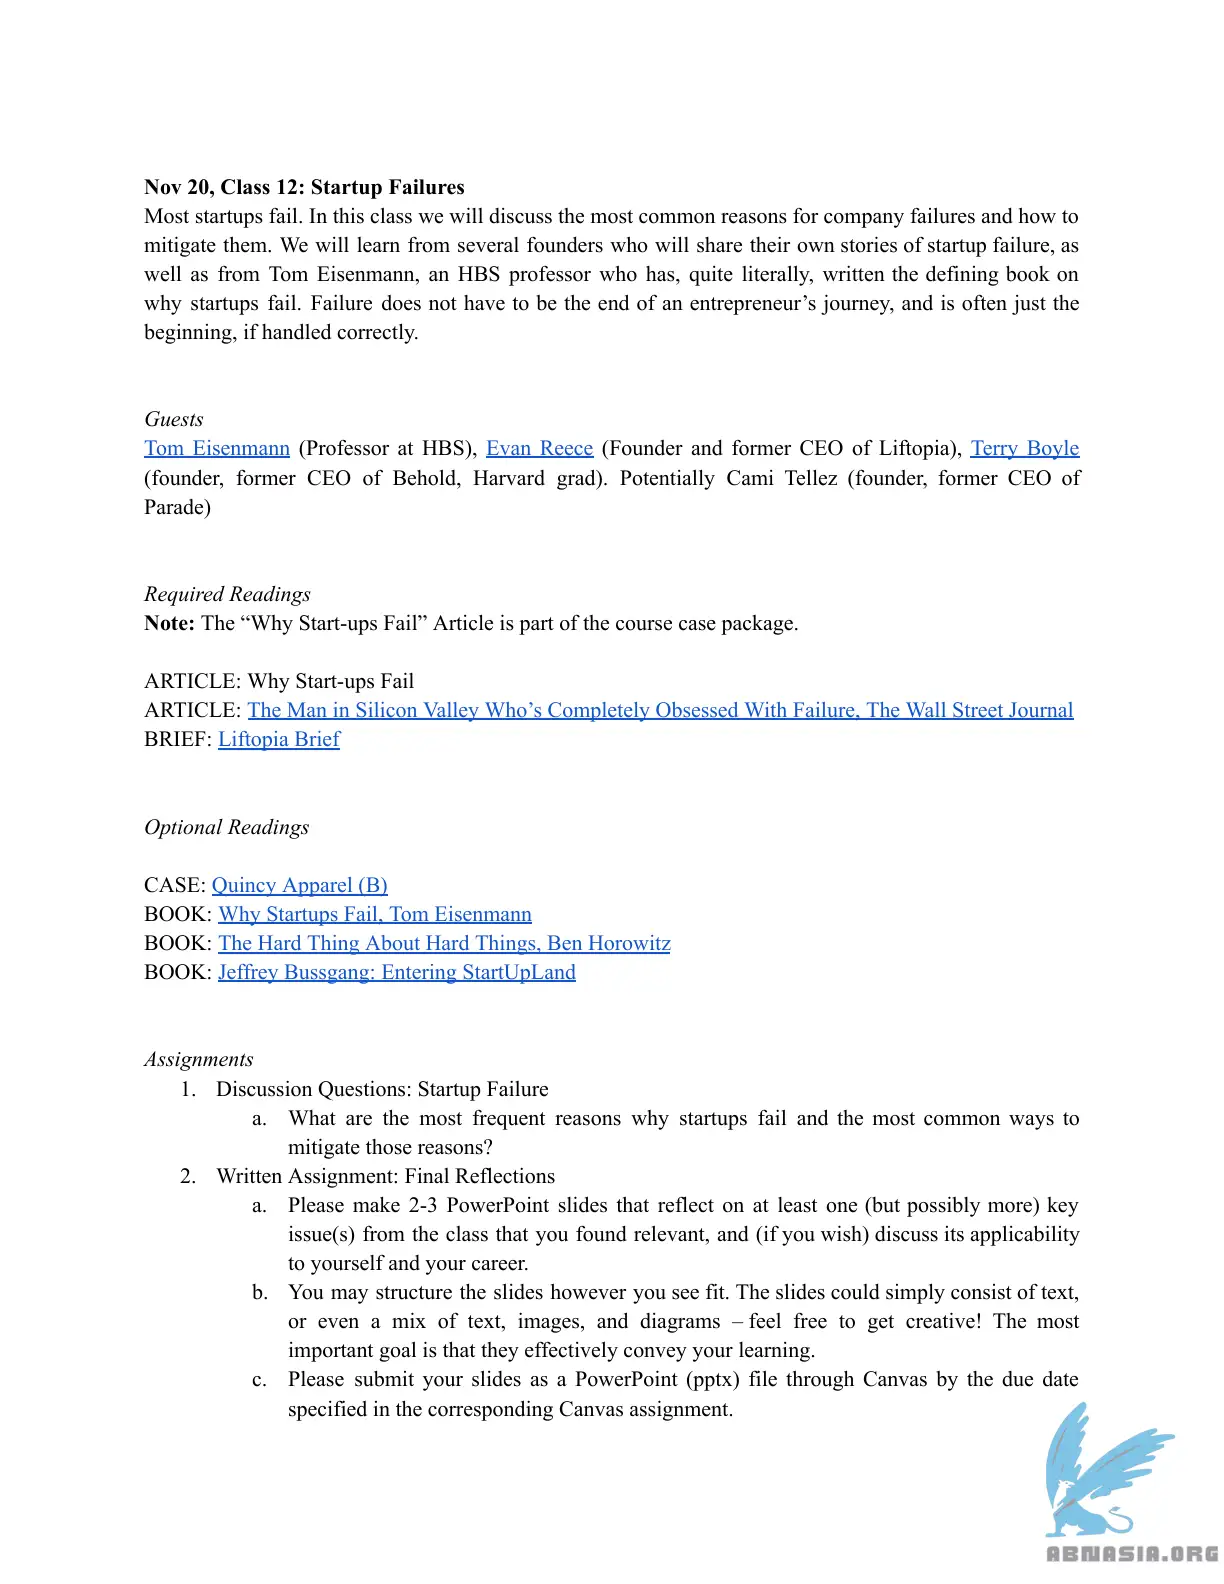 Nov 20, Class 12: Startup Failures
Most startups fail. In this class we will discuss the most common reasons for company failures and how to
mitigate them. We will learn from several founders who will share their own stories of startup failure, as
well as from Tom Eisenmann, an HBS professor who has, quite literally, written the defining book on
why startups fail. Failure does not have to be the end of an entrepreneur’s journey, and is often just the
beginning, if handled correctly.
Guests
Tom Eisenmann (Professor at HBS), Evan Reece (Founder and former CEO of Liftopia), Terry Boyle
(founder, former CEO of Behold, Harvard grad). Potentially Cami Tellez (founder, former CEO of
Parade)
Required Readings
Note: The “Why Start-ups Fail” Article is part of the course case package.
ARTICLE: Why Start-ups Fail
ARTICLE: The Man in Silicon Valley Who’s Completely Obsessed With Failure, The Wall Street Journal
BRIEF: Liftopia Brief
Optional Readings
CASE: Quincy Apparel (B)
BOOK: Why Startups Fail, Tom Eisenmann
BOOK: The Hard Thing About Hard Things, Ben Horowitz
BOOK: Jeffrey Bussgang: Entering StartUpLand
Assignments
1. Discussion Questions: Startup Failure
a. What are the most frequent reasons why startups fail and the most common ways to
mitigate those reasons?
2. Written Assignment: Final Reflections
a. Please make 2-3 PowerPoint slides that reflect on at least one (but possibly more) key
issue(s) from the class that you found relevant, and (if you wish) discuss its applicability
to yourself and your career.
b. You may structure the slides however you see fit. The slides could simply consist of text,
or even a mix of text, images, and diagrams – feel free to get creative! The most
important goal is that they effectively convey your learning.
c. Please submit your slides as a PowerPoint (pptx) file through Canvas by the due date
specified in the corresponding Canvas assignment.
ABNASIA.ORG